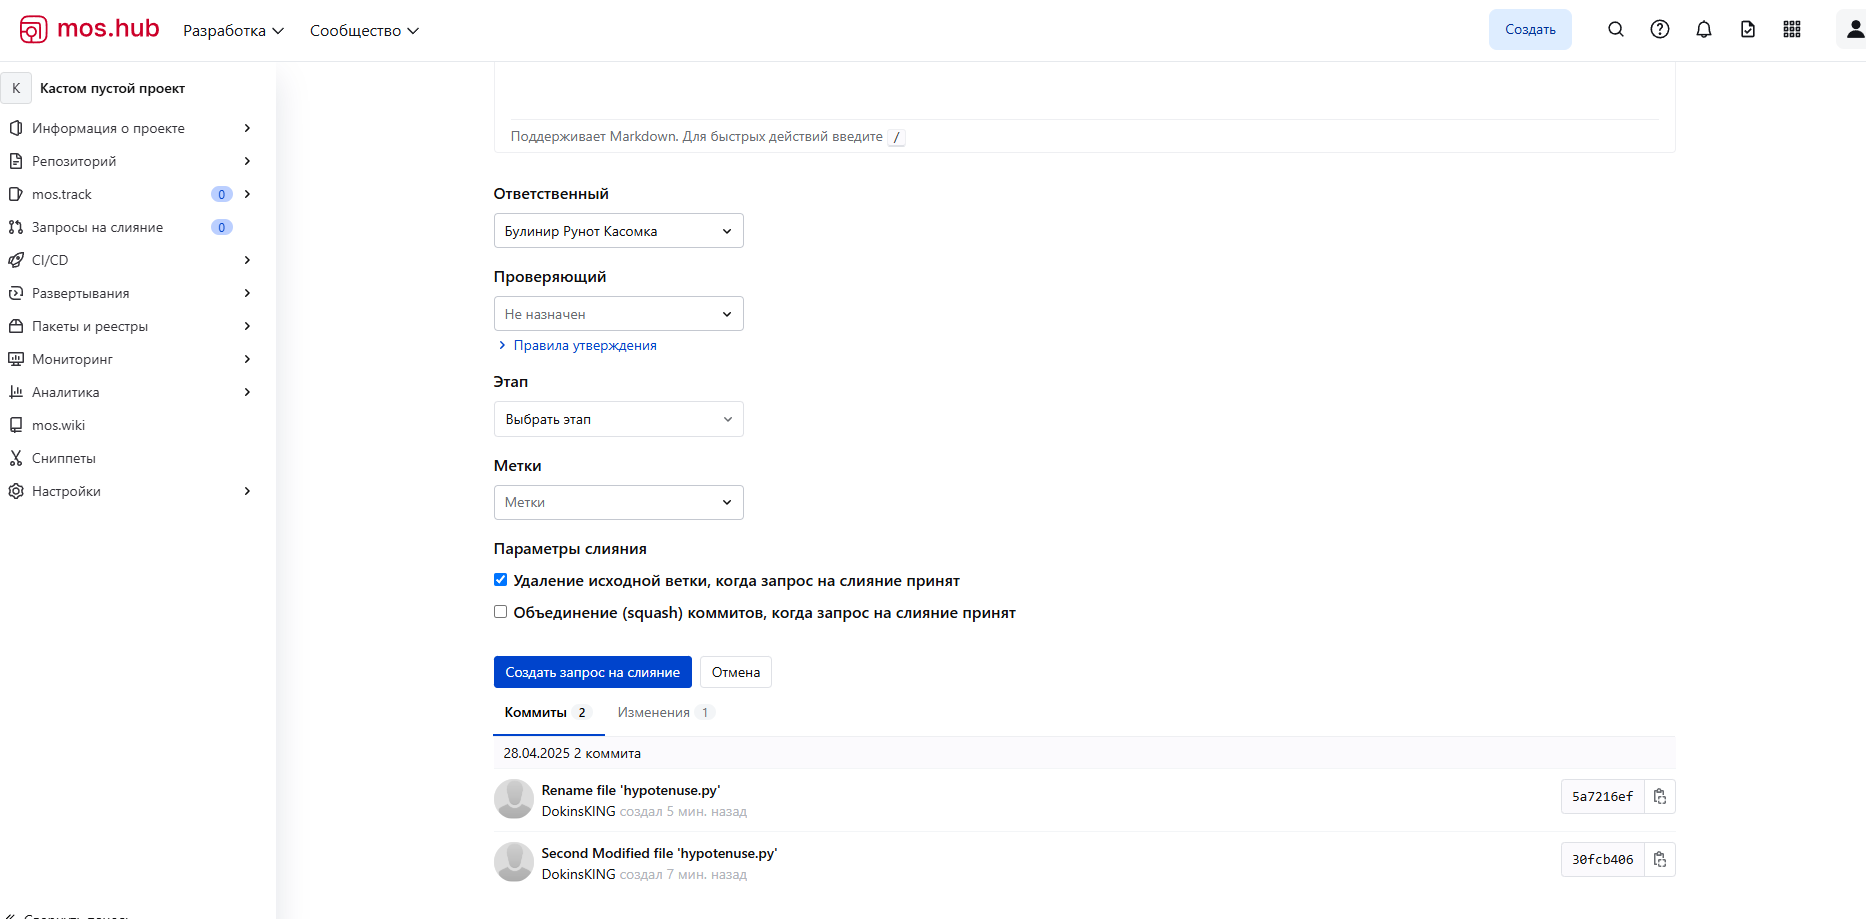 mos.hub
Разработка
Сообщество
Создать
K
Кастом пустой проект
Информация о проекте
Репозиторий
mos.track 0
Запросы на слияние 0
CI/CD
Развертывания
Пакеты и реестры
Мониторинг
Аналитика
mos.wiki
Сниппеты
Настройки
Свернуть панель
Поддерживает Markdown. Для быстрых действий введите /
Ответственный
Булинир Рунот Касомка
Проверяющий
Не назначен
Правила утверждения
Этап
Выбрать этап
Метки
Метки
Параметры слияния
Удаление исходной ветки, когда запрос на слияние принят
Объединение (squash) коммитов, когда запрос на слияние принят
Создать запрос на слияние
Отмена
Коммиты 2
Изменения 1
28.04.2025 2 коммита
Rename file 'hypotenuse.py'
DokinsKING создал 5 мин. назад
5a7216ef
Second Modified file 'hypotenuse.py'
DokinsKING создал 7 мин. назад
30fcb406